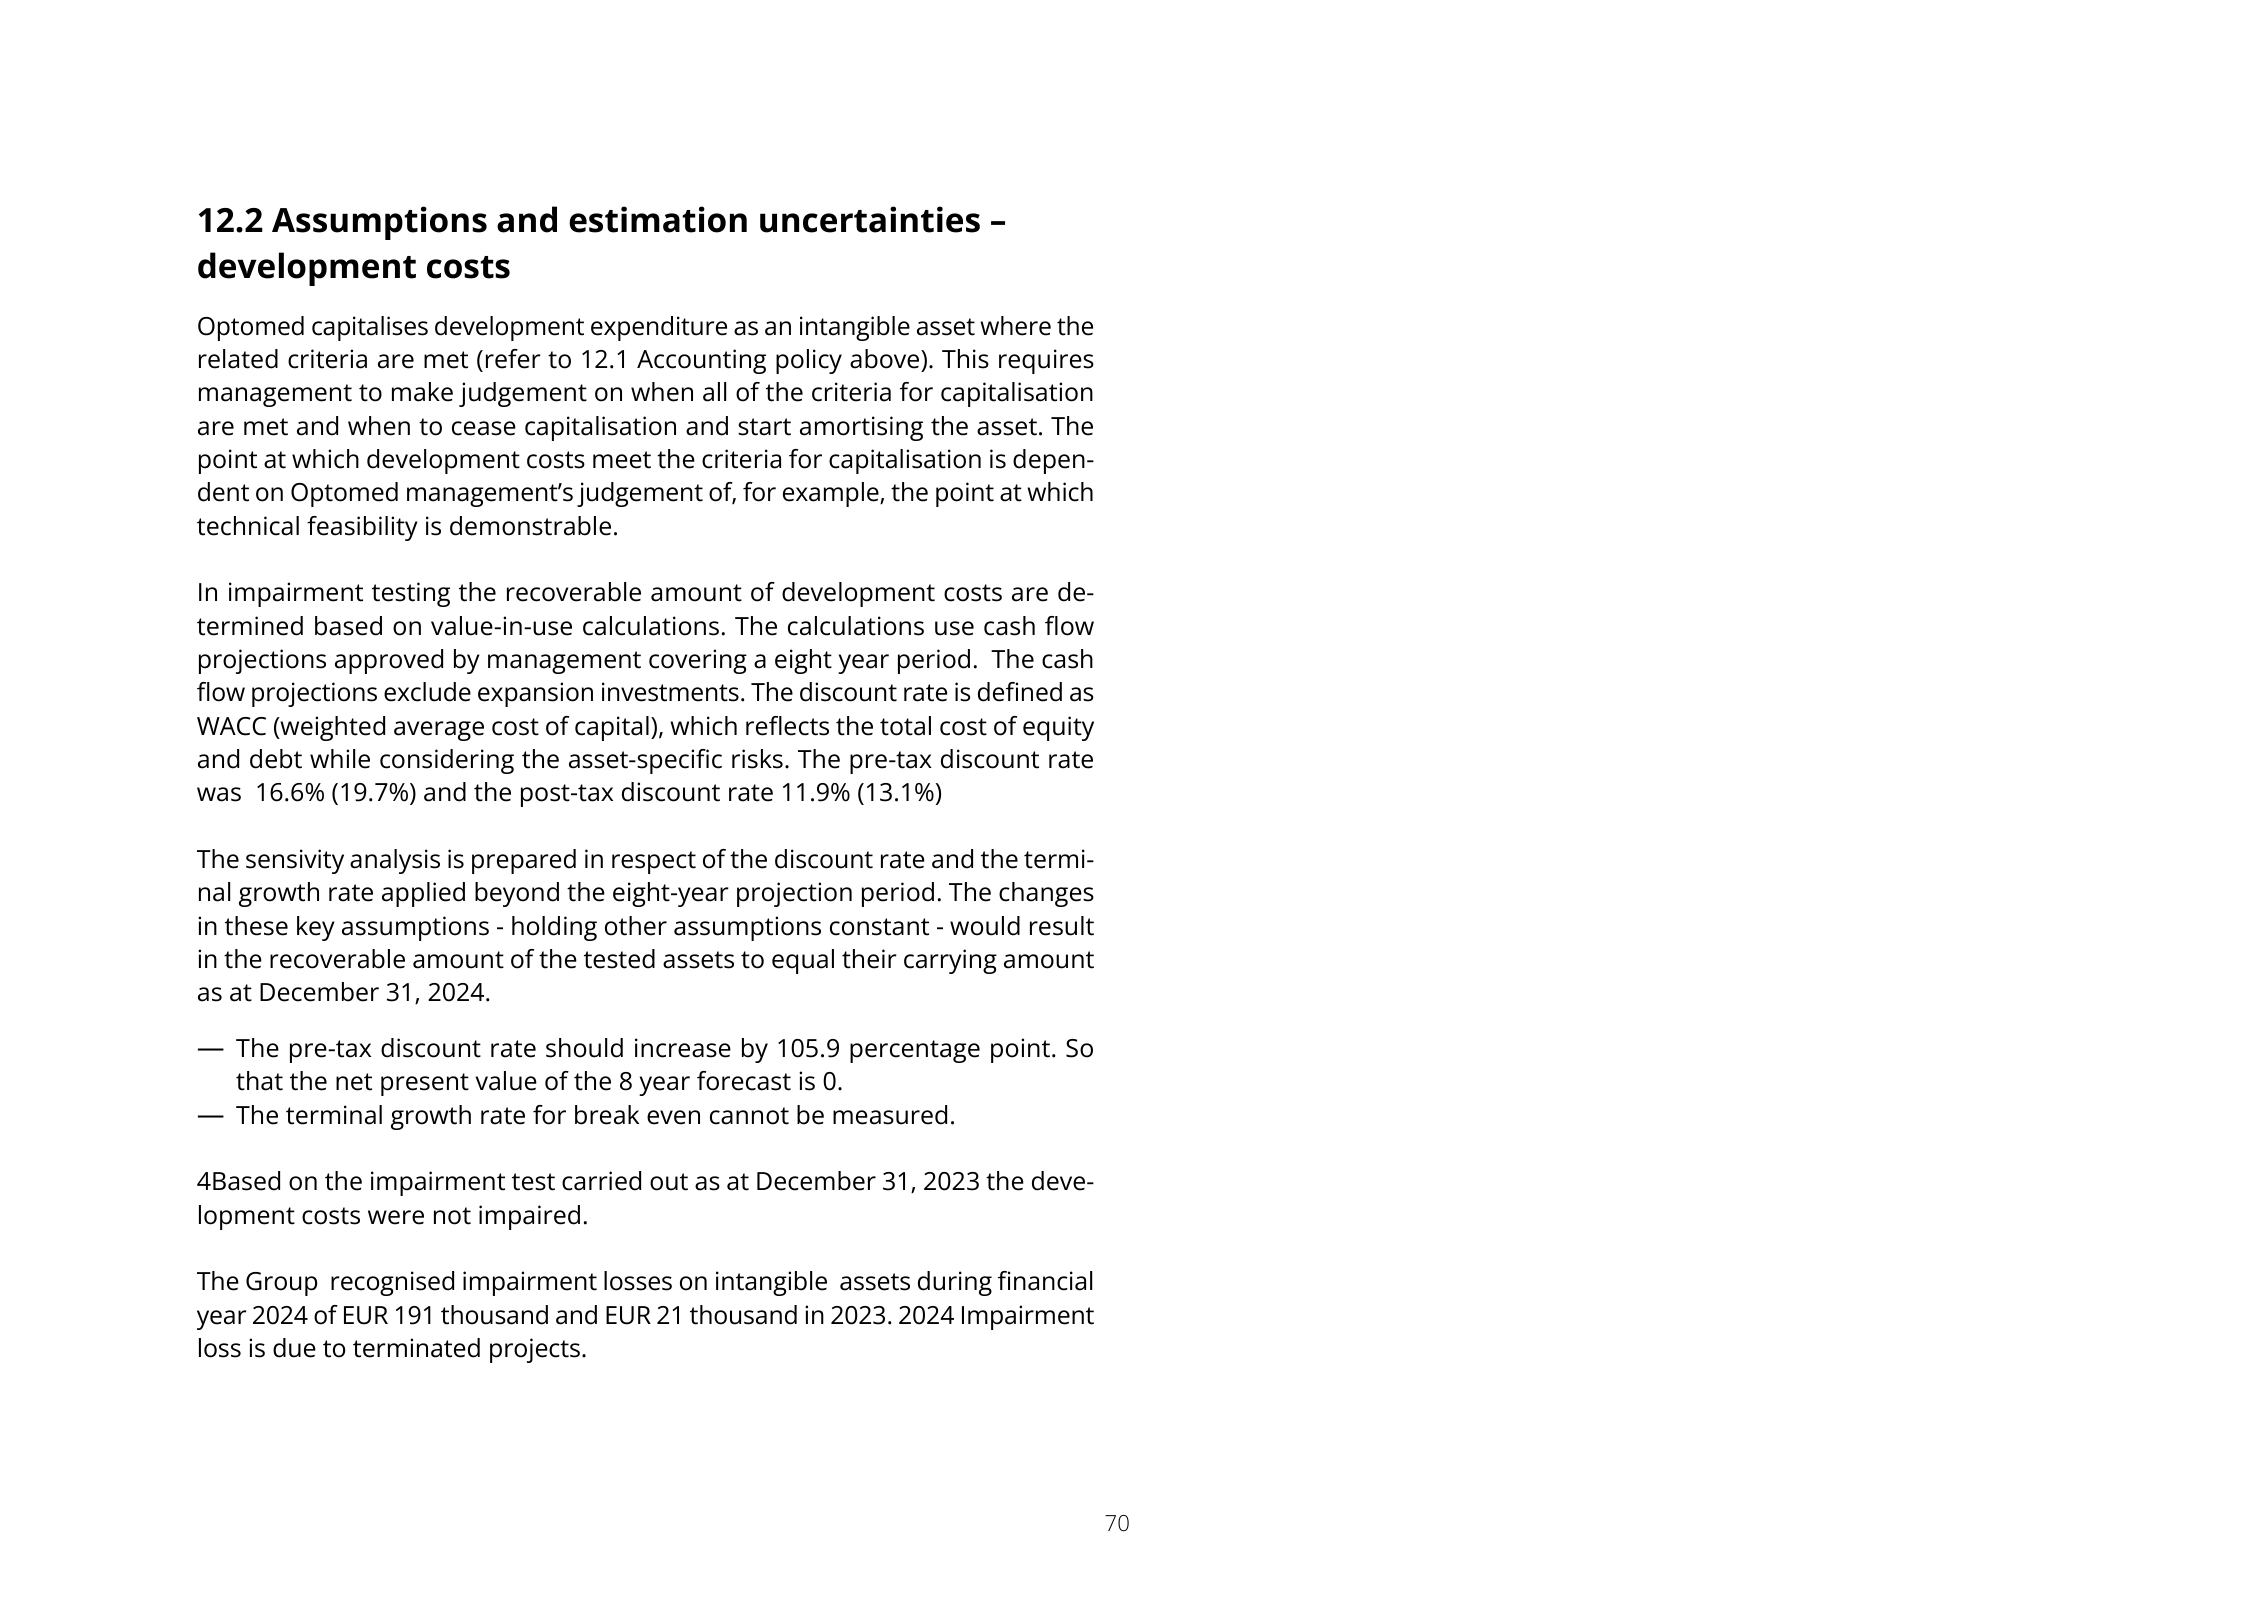 12.2 Assumptions and estimation uncertainties –
development costs
Optomed capitalises development expenditure as an intangible asset where the
related criteria are met (refer to 12.1 Accounting policy above). This requires
management to make judgement on when all of the criteria for capitalisation
are met and when to cease capitalisation and start amortising the asset. The
point at which development costs meet the criteria for capitalisation is depen-
dent on Optomed management’s judgement of, for example, the point at which
technical feasibility is demonstrable.
In impairment testing the recoverable amount of development costs are de-
termined based on value-in-use calculations. The calculations use cash flow
projections approved by management covering a eight year period.  The cash
flow projections exclude expansion investments. The discount rate is defined as
WACC (weighted average cost of capital), which reflects the total cost of equity
and debt while considering the asset-specific risks. The pre-tax discount rate
was  16.6% (19.7%) and the post-tax discount rate 11.9% (13.1%)
The sensivity analysis is prepared in respect of the discount rate and the termi-
nal growth rate applied beyond the eight-year projection period. The changes
in these key assumptions - holding other assumptions constant - would result
in the recoverable amount of the tested assets to equal their carrying amount
as at December 31, 2024.
— The pre-tax discount rate should increase by 105.9 percentage point. So
that the net present value of the 8 year forecast is 0.
— The terminal growth rate for break even cannot be measured.
4Based on the impairment test carried out as at December 31, 2023 the deve-
lopment costs were not impaired.
The Group  recognised impairment losses on intangible  assets during financial
year 2024 of EUR 191 thousand and EUR 21 thousand in 2023. 2024 Impairment
loss is due to terminated projects.
70